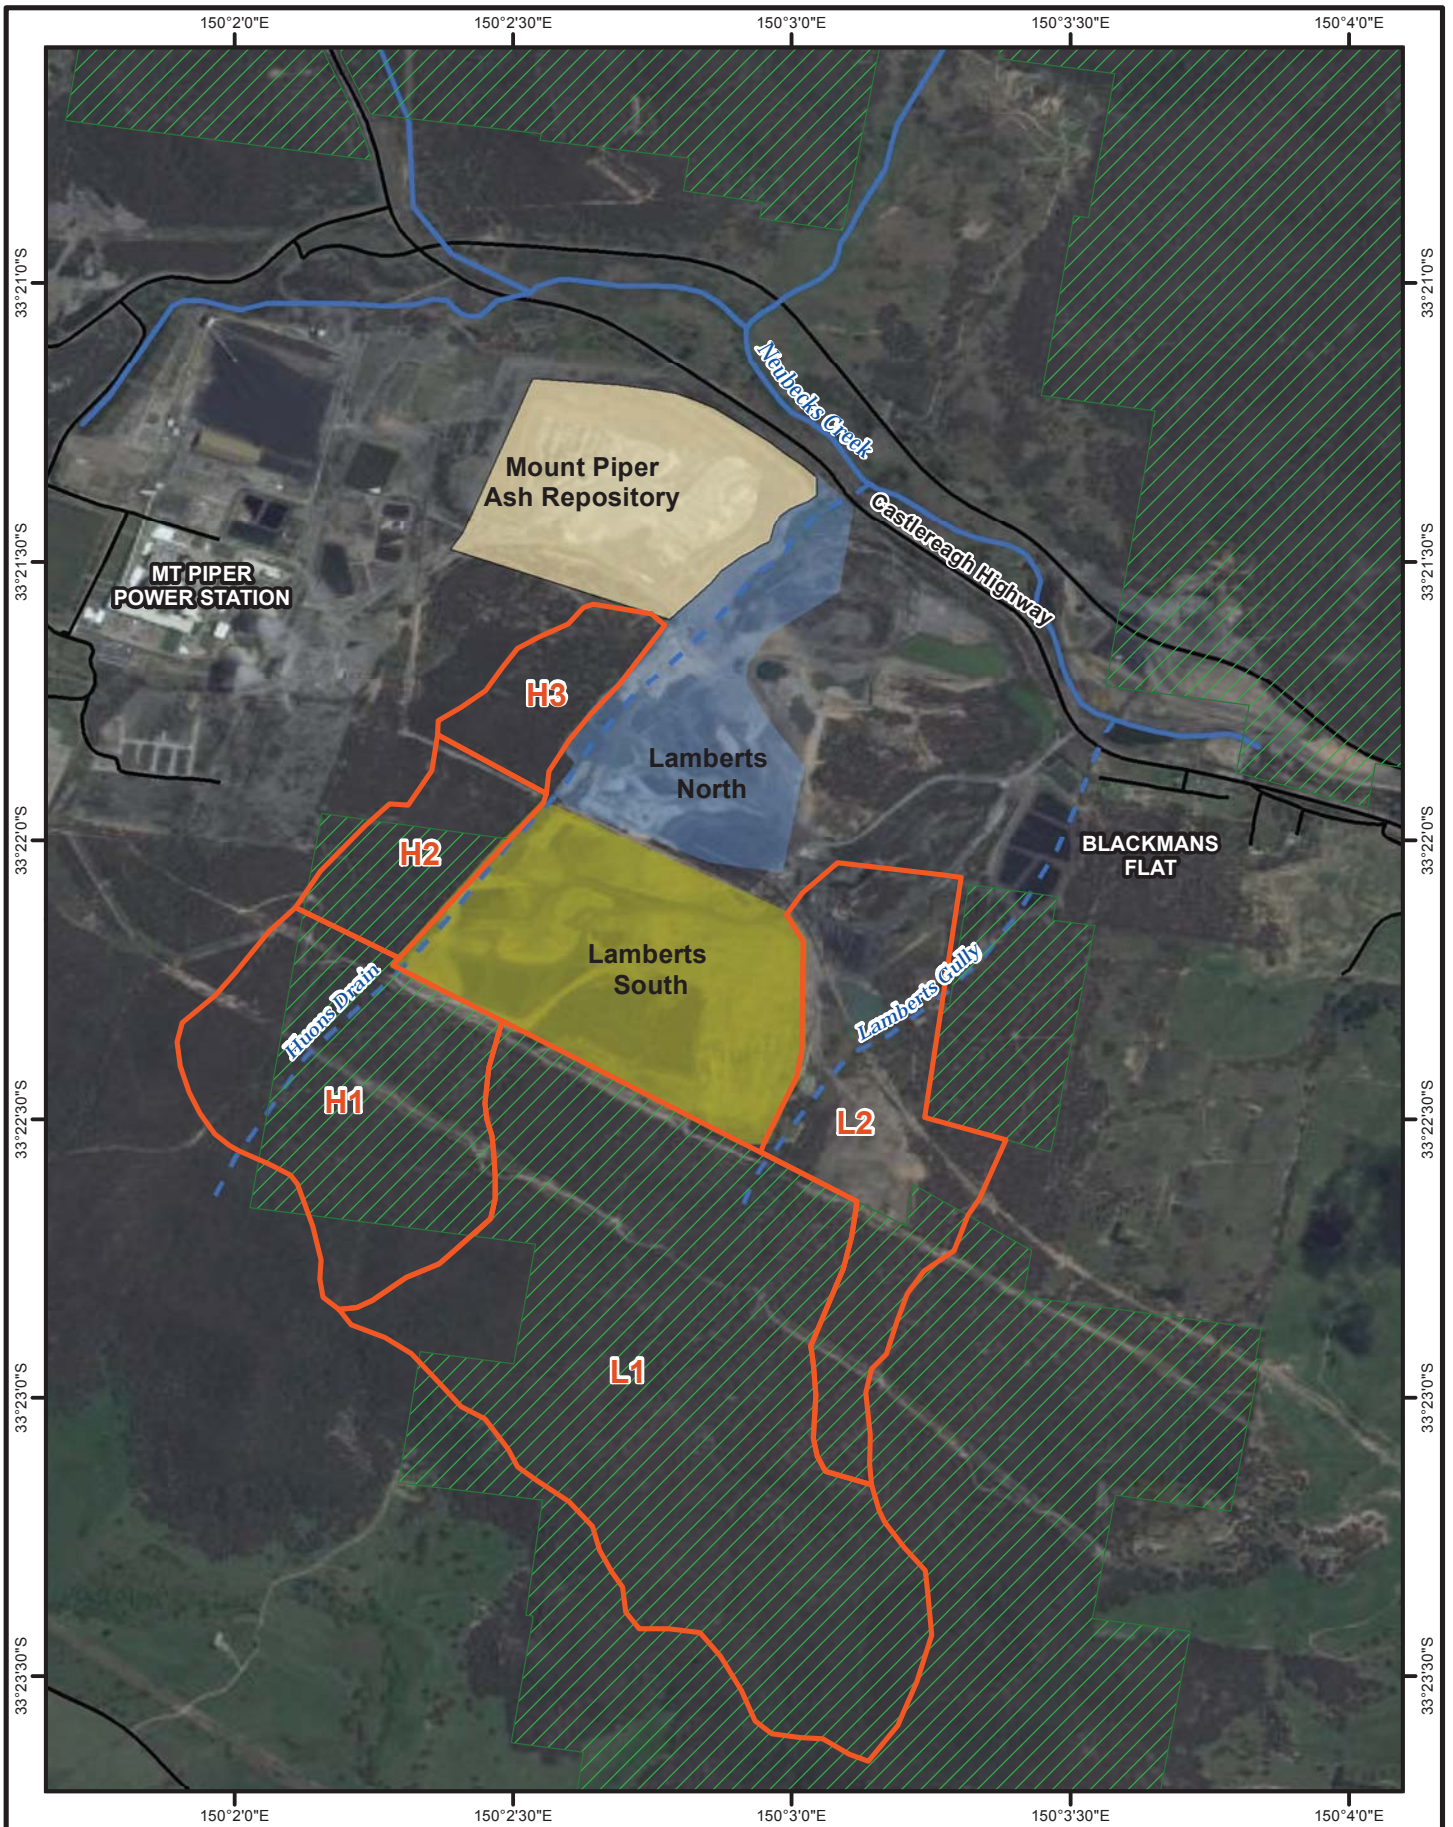 150°2'0"E
150°2'30"E
150°3'0"E
150°3'30"E
150°4'0"E
33°21'0"S
33°21'0"S
Neubecks Creek
Mount Piper
Ash Repository
Castlereagh Highway
33°21'30"S
33°21'30"S
MT PIPER
POWER STATION
H3
Lamberts
North
33°22'0"S
33°22'0"S
H2
BLACKMANS
FLAT
Lamberts
South
Lamberts Gully
Huons Drain
H1
L2
33°22'30"S
33°22'30"S
L1
33°23'0"S
33°23'0"S
33°23'30"S
33°23'30"S
150°2'0"E
150°2'30"E
150°3'0"E
150°3'30"E
150°4'0"E